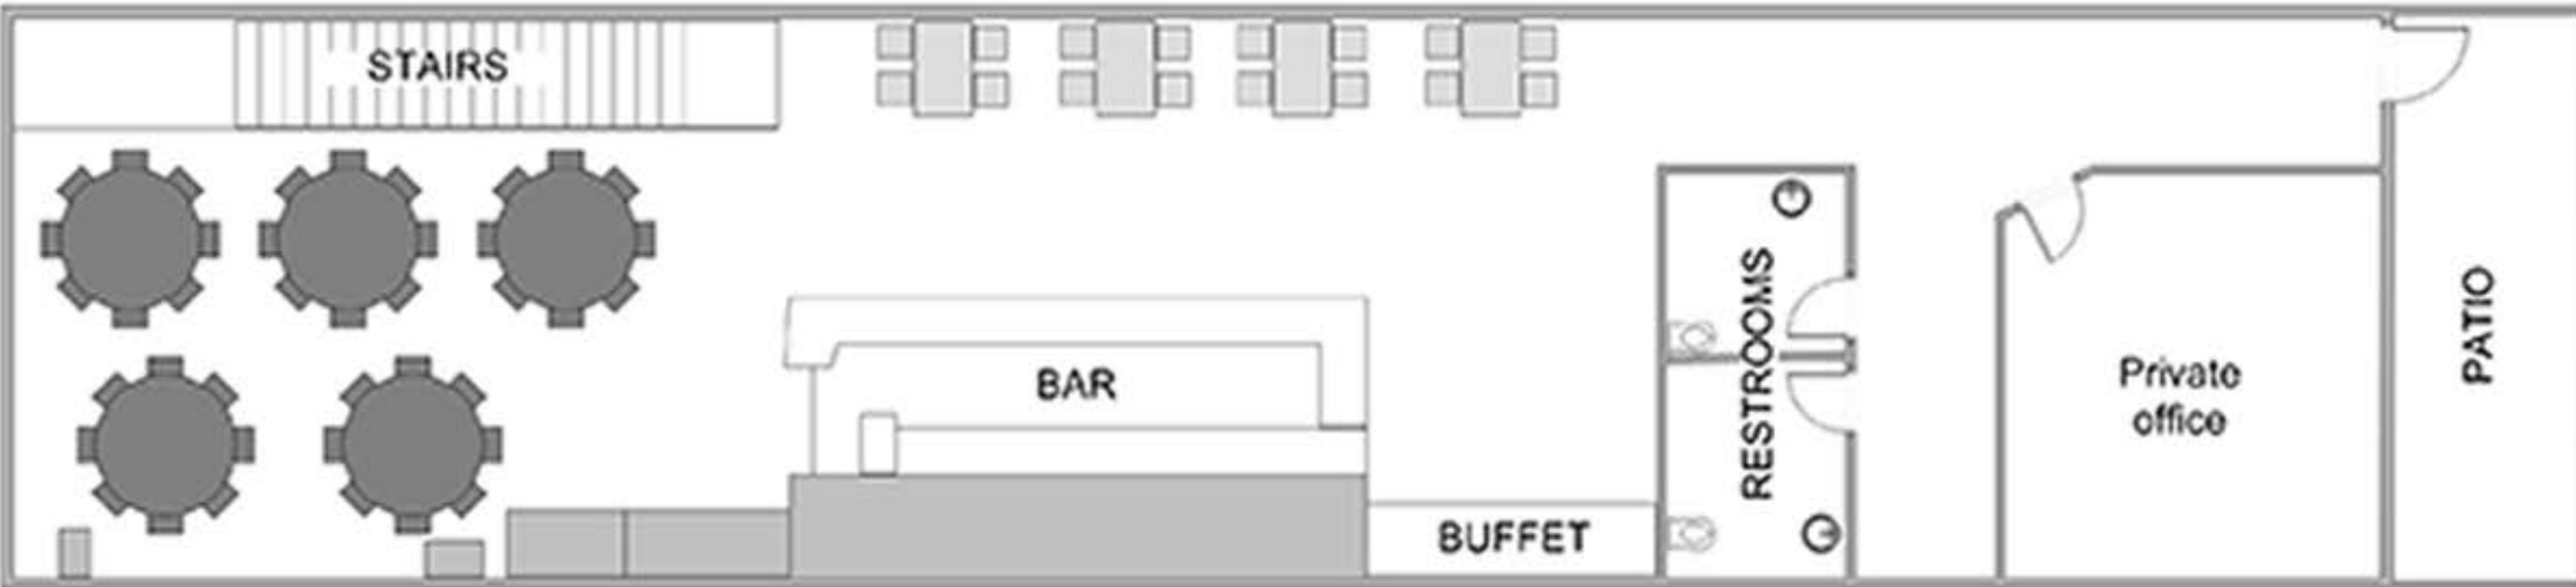 STAIRS
BAR
BUFFET
RESTROOMS
Private
office
PATIO